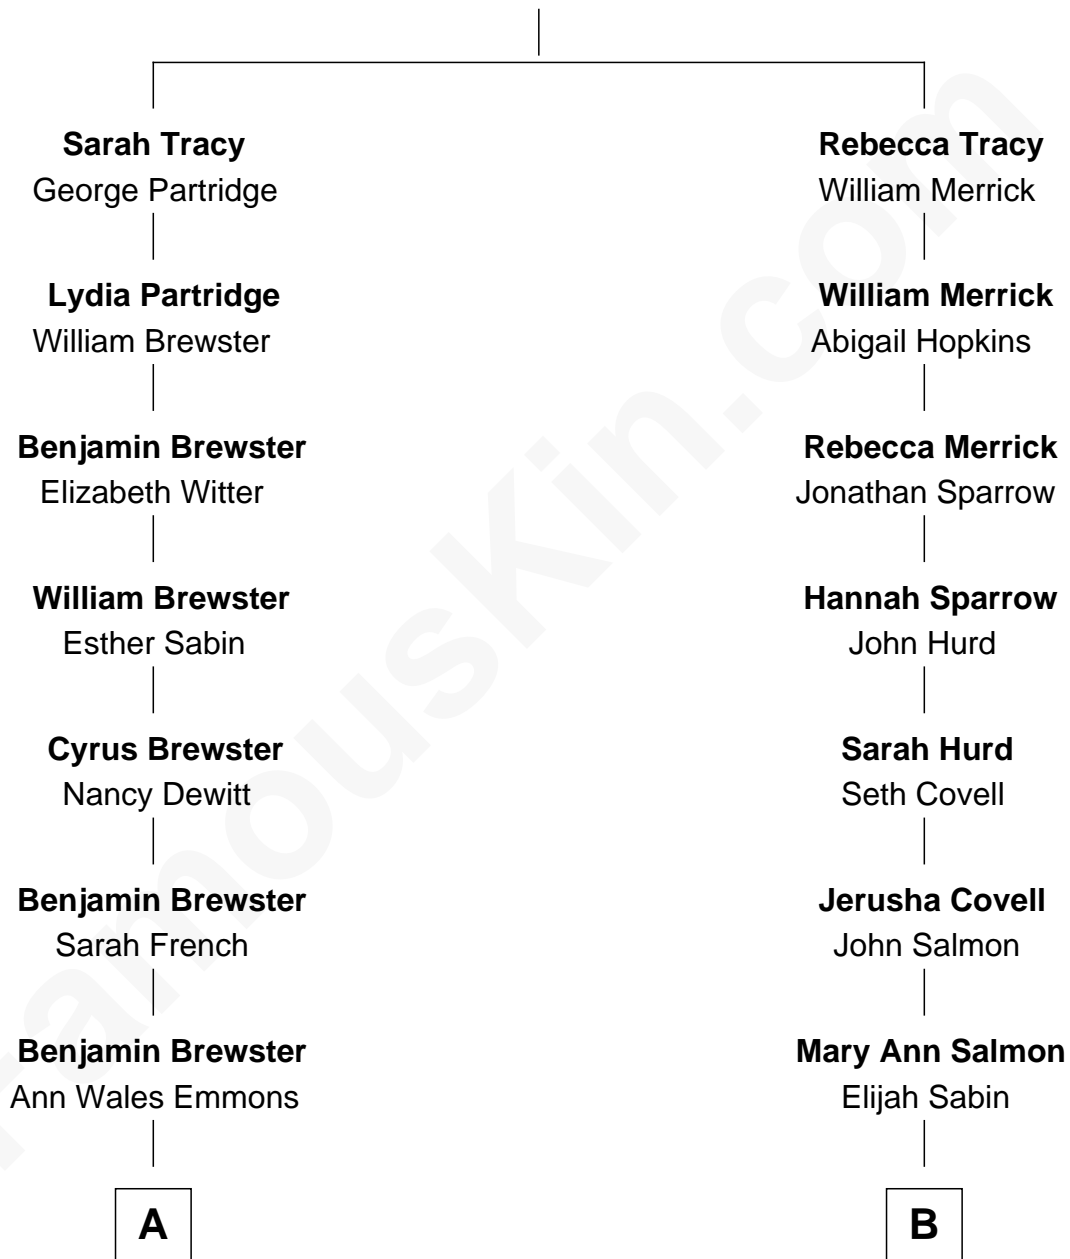 Sarah Tracy
George Partridge
Lydia Partridge
William Brewster
Benjamin Brewster
Elizabeth Witter
William Brewster
Esther Sabin
Cyrus Brewster
Nancy Dewitt
Benjamin Brewster
Sarah French
Benjamin Brewster
Ann Wales Emmons
A
Rebecca Tracy
William Merrick
William Merrick
Abigail Hopkins
Rebecca Merrick
Jonathan Sparrow
Hannah Sparrow
John Hurd
Sarah Hurd
Seth Covell
Jerusha Covell
John Salmon
Mary Ann Salmon
Elijah Sabin
B
FamousKin.com